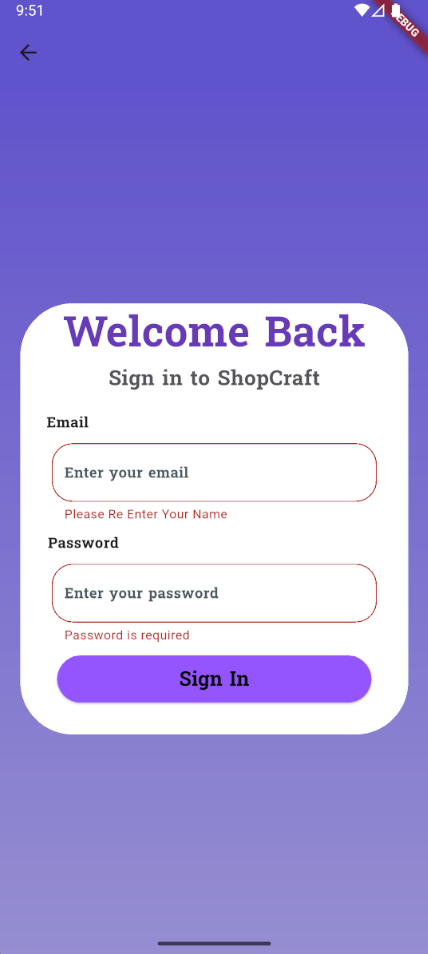 9:51
DEBUG
Welcome Back
Sign in to ShopCraft
Email
Enter your email
Please Re Enter Your Name
Password
Enter your password
Password is required
Sign In